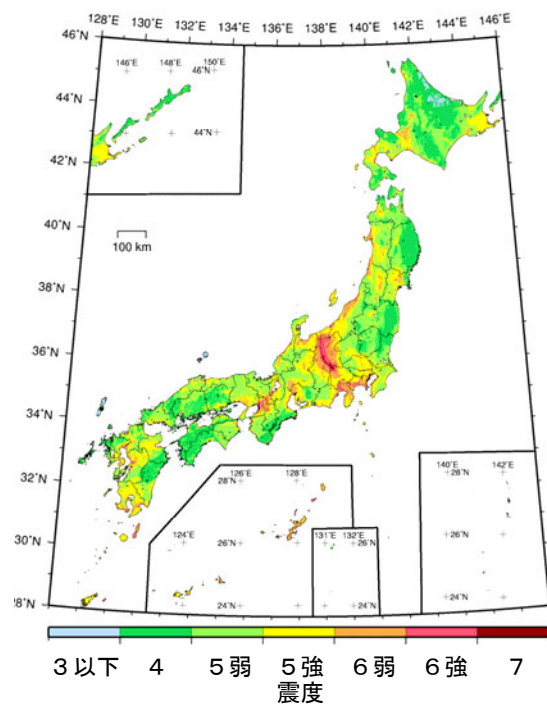 128°E 130°E 132°E 134°E 136°E 138°E 140°E 142°E 144°E 146°E
46°N
146°E 148°E 150°E
46°N
44°N
44°N
42°N
40°N
100 km
38°N
36°N
34°N
32°N
126°E 128°E
28°N
140°E 142°E
28°N
30°N
124°E
26°N
131°E 132°E
26°N
26°N
28°N
24°N
24°N
24°N
3以下 4 5弱 5強 6弱 6強 7
震度